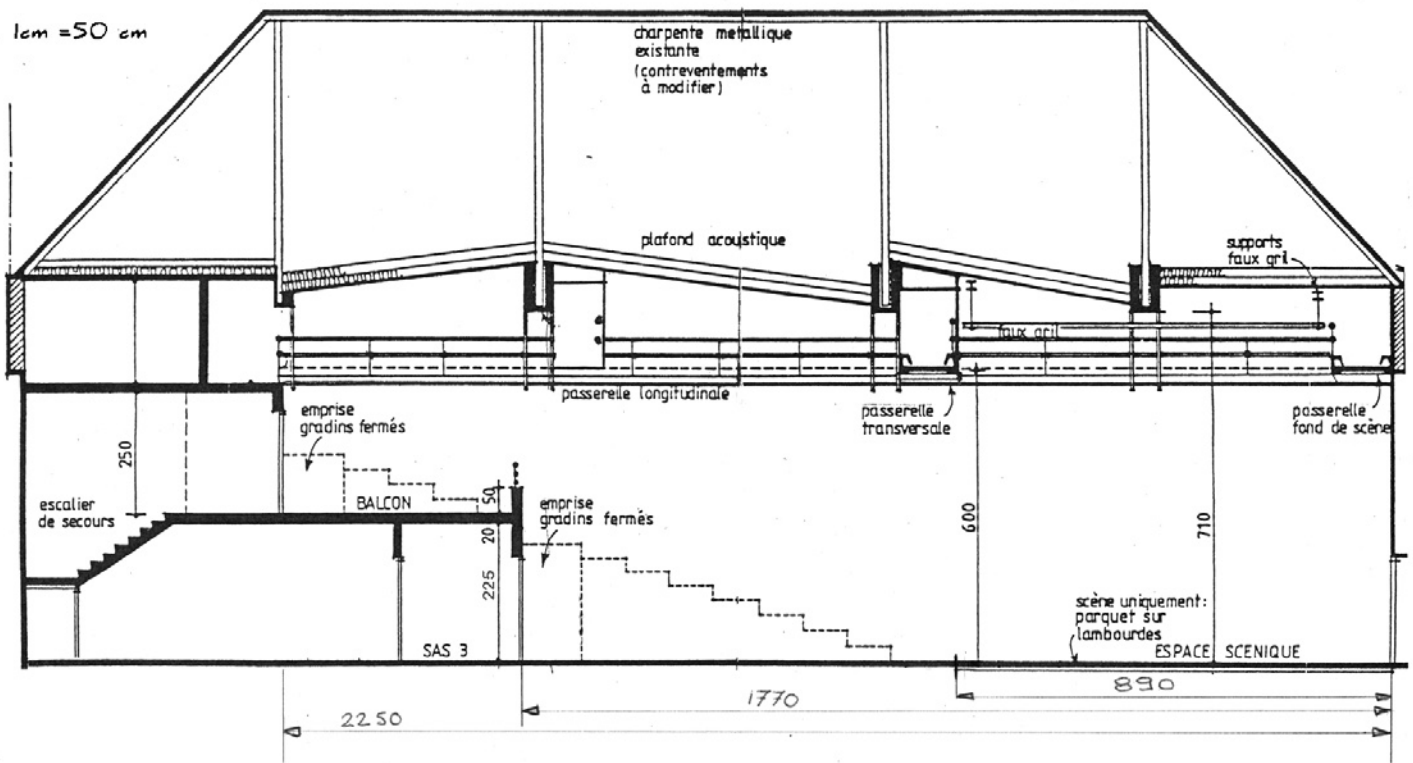 1cm = 50 cm
charpente metallique
existante
(contreventements
à modifier)
plafond acoustique
supports
faux gril
faux gril
passerelle longitudinale
passerelle
transversale
passerelle
fond de scène
emprise
gradins fermés
250
escalier
de secours
BALCON
50
20
225
emprise
gradins fermés
600
710
scène uniquement:
parquet sur
lambourdes
SAS 3
ESPACE SCENIQUE
890
1770
2250